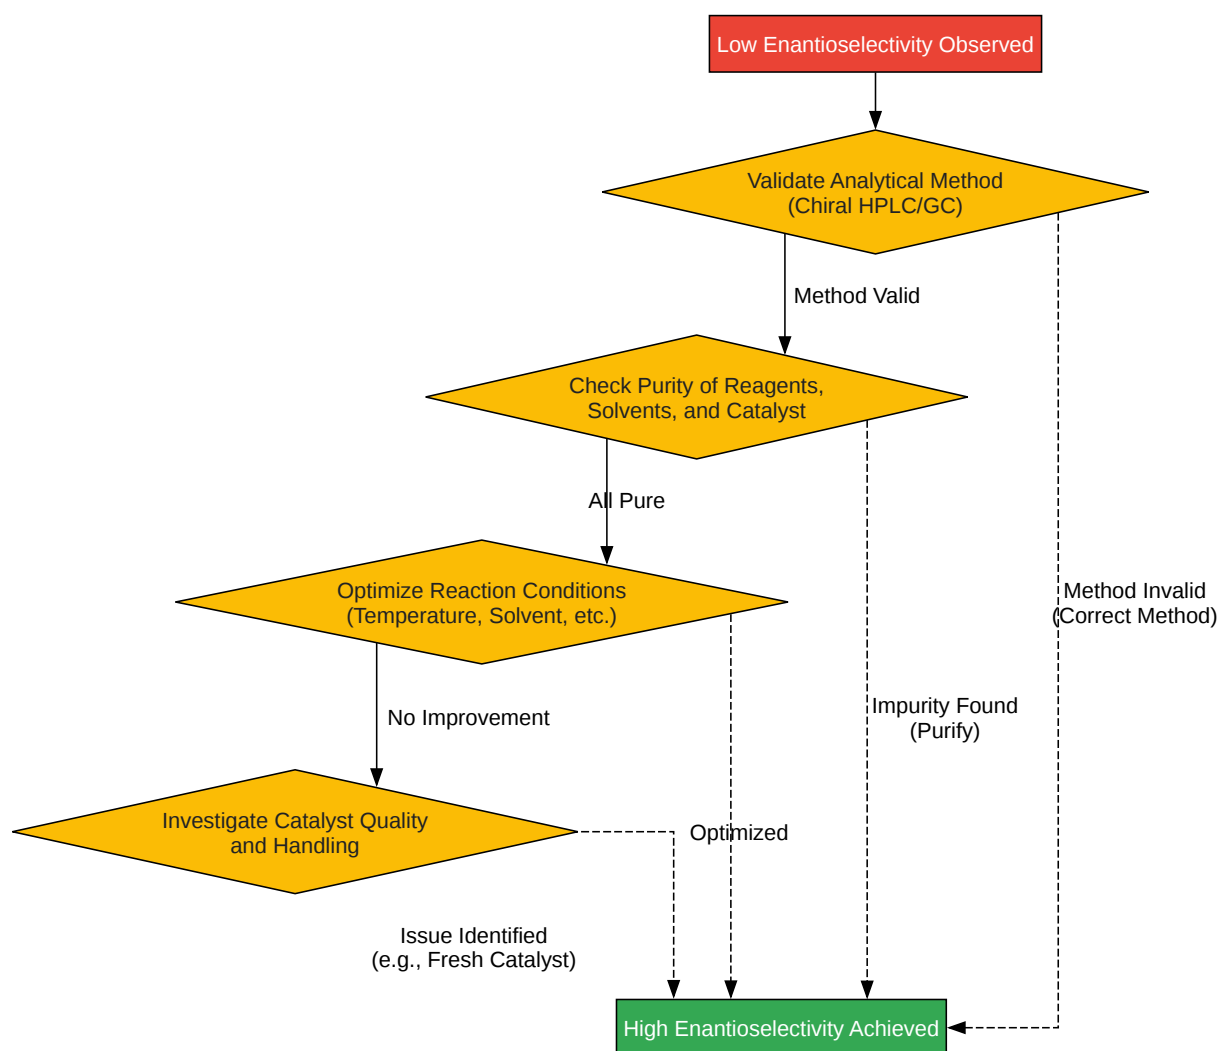 Low Enantioselectivity Observed
Validate Analytical Method
(Chiral HPLC/GC)
Method Valid
Check Purity of Reagents,
Solvents, and Catalyst
All Pure
Optimize Reaction Conditions
(Temperature, Solvent, etc.)
Method Invalid
(Correct Method)
Impurity Found
(Purify)
No Improvement
Investigate Catalyst Quality
and Handling
Optimized
Issue Identified
(e.g., Fresh Catalyst)
High Enantioselectivity Achieved